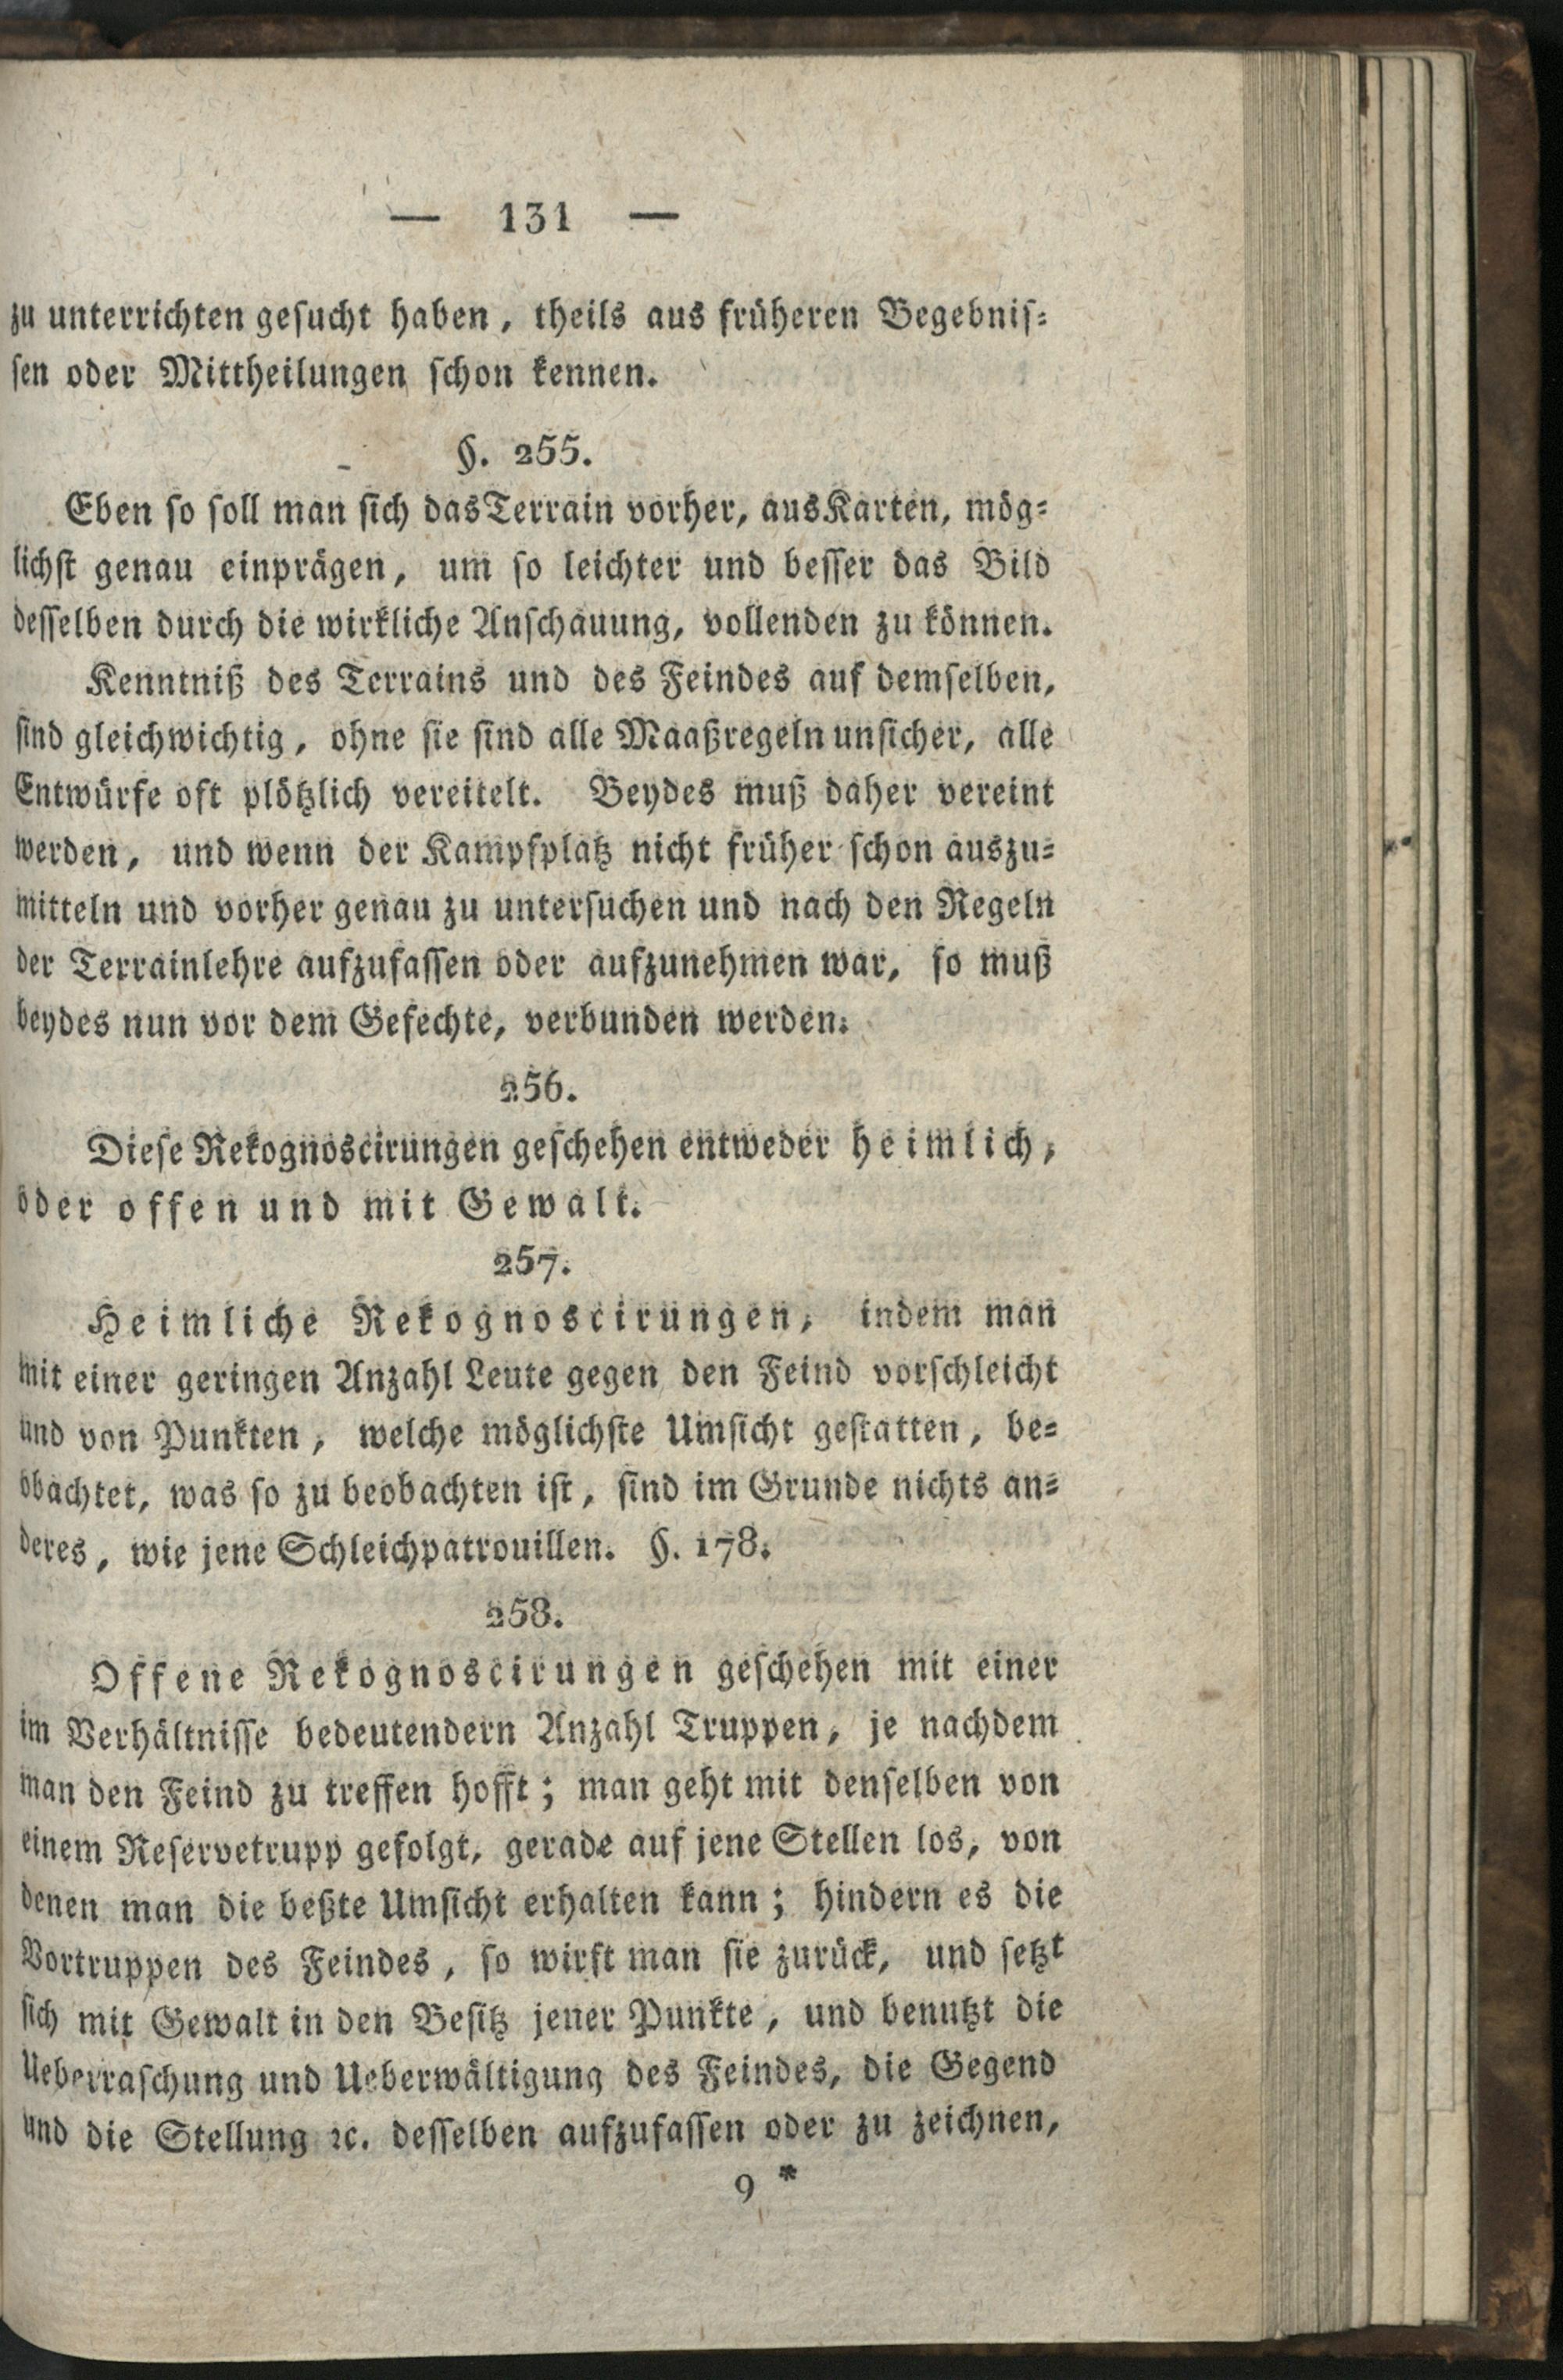 — 131 —
zu unterrichten gesucht haben, theils aus früheren Begebnis-
sen oder Mittheilungen schon kennen.
§. 255.
Eben so soll man sich das Terrain vorher, aus Karten, mög-
lichst genau einprägen, um so leichter und besser das Bild
desselben durch die wirkliche Anschauung, vollenden zu können.
Kenntniß des Terrains und des Feindes auf demselben,
sind gleichwichtig, ohne sie sind alle Maaßregeln unsicher, alle
Entwürfe oft plötzlich vereitelt. Beydes muß daher vereint
werden, und wenn der Kampfplatz nicht früher schon auszu-
mitteln und vorher genau zu untersuchen und nach den Regeln
der Terrainlehre aufzufassen oder aufzunehmen war, so muß
beydes nun vor dem Gefechte, verbunden werden.
256.
Diese Rekognoscirungen geschehen entweder heimlich,
oder offen und mit Gewalt.
257.
Heimliche Rekognoscirungen, indem man
mit einer geringen Anzahl Leute gegen den Feind vorschleicht
und von Punkten, welche möglichste Umsicht gestatten, be-
obachtet, was so zu beobachten ist, sind im Grunde nichts an-
deres, wie jene Schleichpatrouillen. §. 178.
258.
Offene Rekognoscirungen geschehen mit einer
im Verhältnisse bedeutendern Anzahl Truppen, je nachdem
man den Feind zu treffen hofft; man geht mit denselben von
einem Reservetrupp gefolgt, gerade auf jene Stellen los, von
denen man die beßte Umsicht erhalten kann; hindern es die
Vortruppen des Feindes, so wirft man sie zurück, und setzt
sich mit Gewalt in den Besitz jener Punkte, und benutzt die
Ueberraschung und Ueberwältigung des Feindes, die Gegend
und die Stellung ꝛc. desselben aufzufassen oder zu zeichnen,
9 *